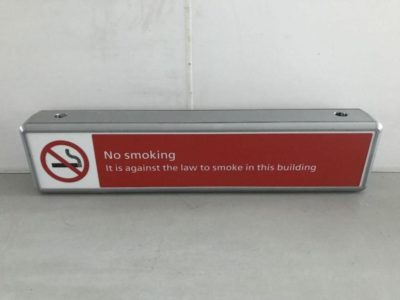 No smoking
It is against the law to smoke in this building